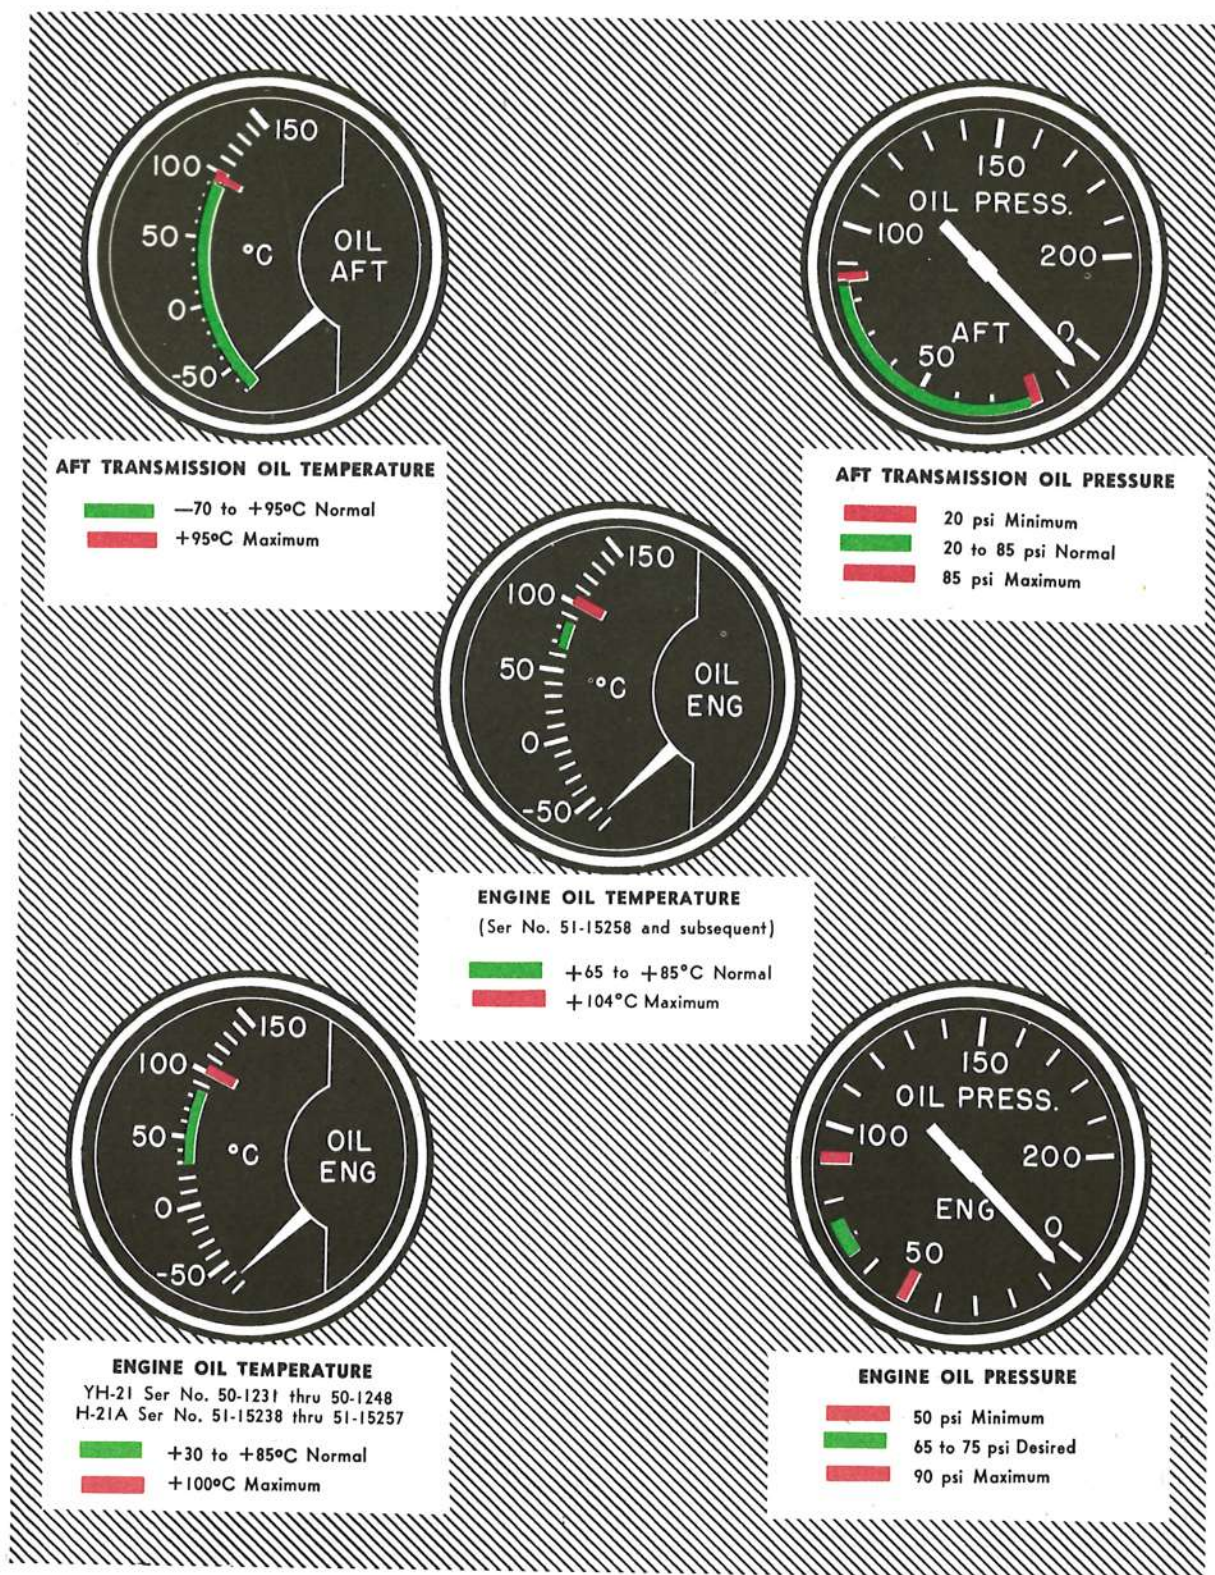 150
100
50
0
-50
°C
OIL
AFT
AFT TRANSMISSION OIL TEMPERATURE
—70 to +95°C Normal
+95°C Maximum
150
OIL PRESS.
100
200
AFT
0
50
AFT TRANSMISSION OIL PRESSURE
20 psi Minimum
20 to 85 psi Normal
85 psi Maximum
150
100
50
0
-50
°C
OIL
ENG
ENGINE OIL TEMPERATURE
(Ser No. 51-15258 and subsequent)
+65 to +85°C Normal
+104°C Maximum
150
100
50
0
-50
°C
OIL
ENG
ENGINE OIL TEMPERATURE
YH-21 Ser No. 50-1231 thru 50-1248
H-21A Ser No. 51-15238 thru 51-15257
+30 to +85°C Normal
+100°C Maximum
150
OIL PRESS.
100
200
ENG
0
50
ENGINE OIL PRESSURE
50 psi Minimum
65 to 75 psi Desired
90 psi Maximum